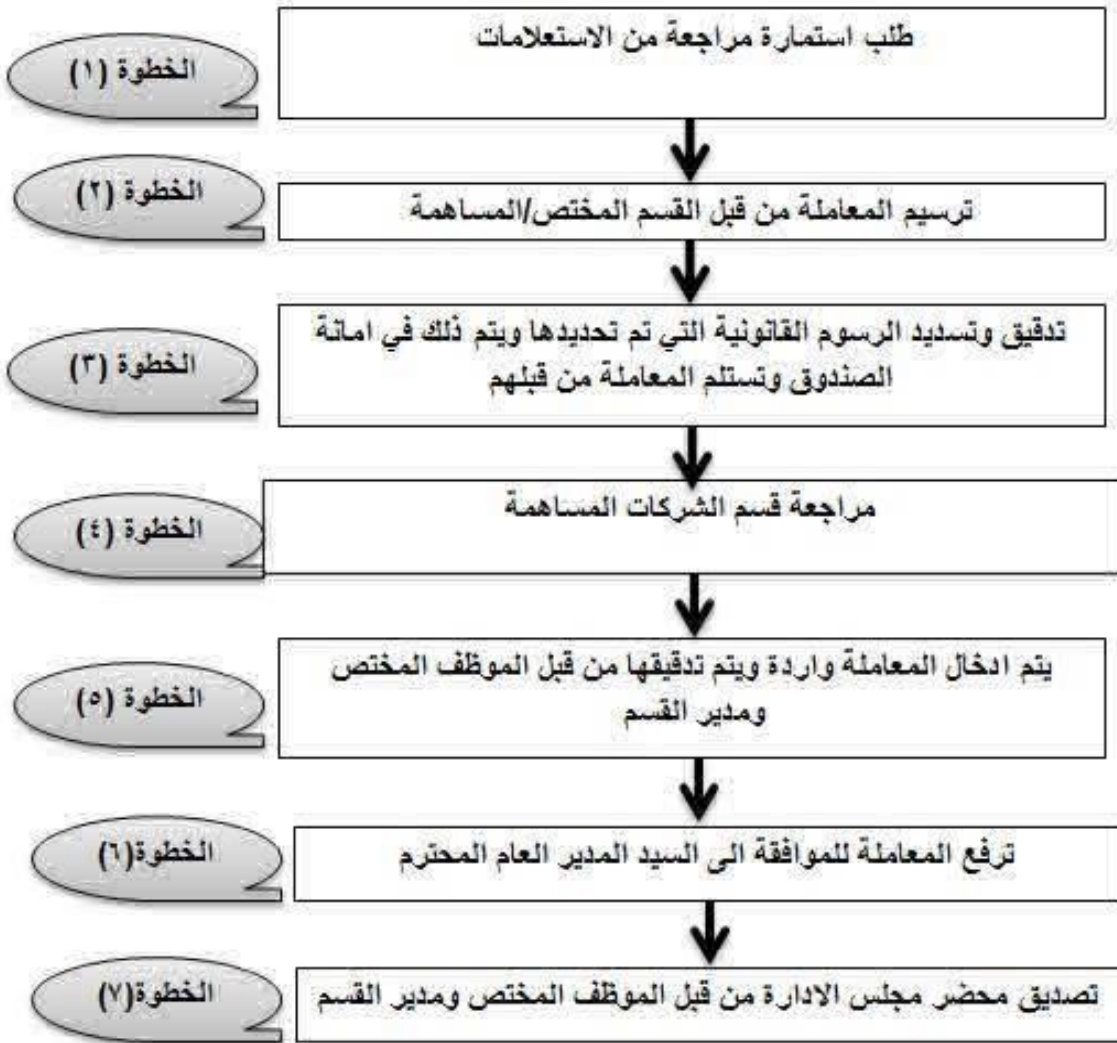 الخطوة (١)
طلب استمارة مراجعة من الاستعلامات
الخطوة (٢)
ترسيم المعاملة من قبل القسم المختص/المساهمة
الخطوة (٣)
تدقيق وتسديد الرسوم القانونية التي تم تحديدها ويتم ذلك في امانة
الصندوق وتستلم المعاملة من قبلهم
الخطوة (٤)
مراجعة قسم الشركات المساهمة
الخطوة (٥)
يتم ادخال المعاملة واردة ويتم تدقيقها من قبل الموظف المختص
ومدير القسم
الخطوة(٦)
ترفع المعاملة للموافقة الى السيد المدير العام المحترم
الخطوة(٧)
تصديق محضر مجلس الادارة من قبل الموظف المختص ومدير القسم